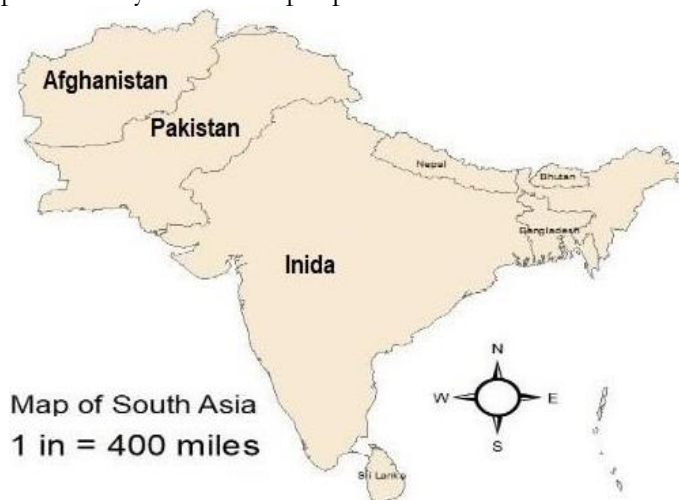 Afghanistan
Pakistan
Nepal
Bhutan
Bangladesh
Inida
N
W E
S
Map of South Asia
1 in = 400 miles
Sri Lanka